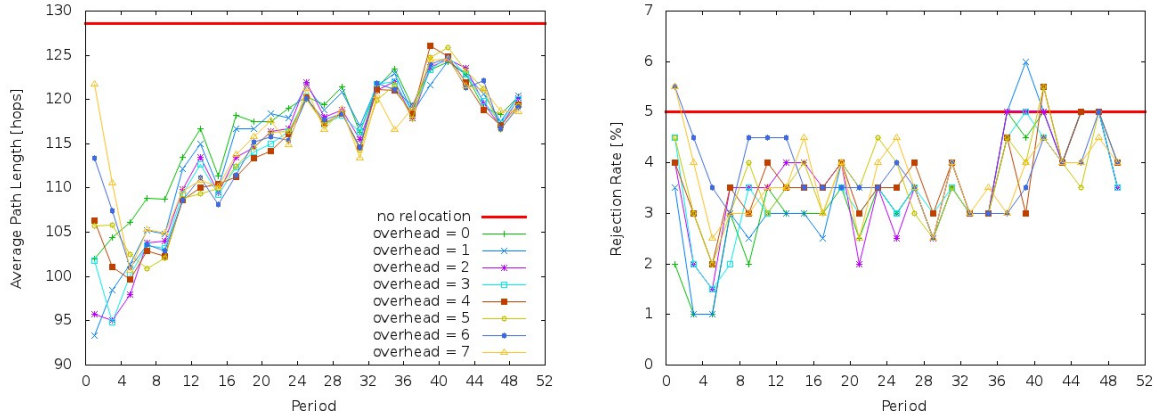 Average Path Length [hops]
130
125
120
115
110
105
100
95
90
no relocation
overhead = 0
overhead = 1
overhead = 2
overhead = 3
overhead = 4
overhead = 5
overhead = 6
overhead = 7
0 4 8 12 16 20 24 28 32 36 40 44 48 52
Period
Rejection Rate [%]
7
6
5
4
3
2
1
0
0 4 8 12 16 20 24 28 32 36 40 44 48 52
Period